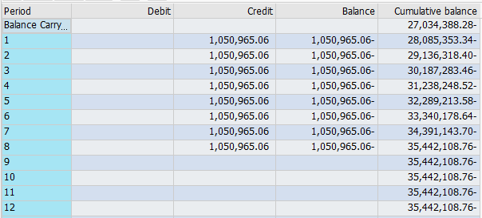 Period Debit Credit Balance Cumulative balance
Balance Carry... 27,034,388.28-
1 1,050,965.06 1,050,965.06- 28,085,353.34-
2 1,050,965.06 1,050,965.06- 29,136,318.40-
3 1,050,965.06 1,050,965.06- 30,187,283.46-
4 1,050,965.06 1,050,965.06- 31,238,248.52-
5 1,050,965.06 1,050,965.06- 32,289,213.58-
6 1,050,965.06 1,050,965.06- 33,340,178.64-
7 1,050,965.06 1,050,965.06- 34,391,143.70-
8 1,050,965.06 1,050,965.06- 35,442,108.76-
9 35,442,108.76-
10 35,442,108.76-
11 35,442,108.76-
12 35,442,108.76-